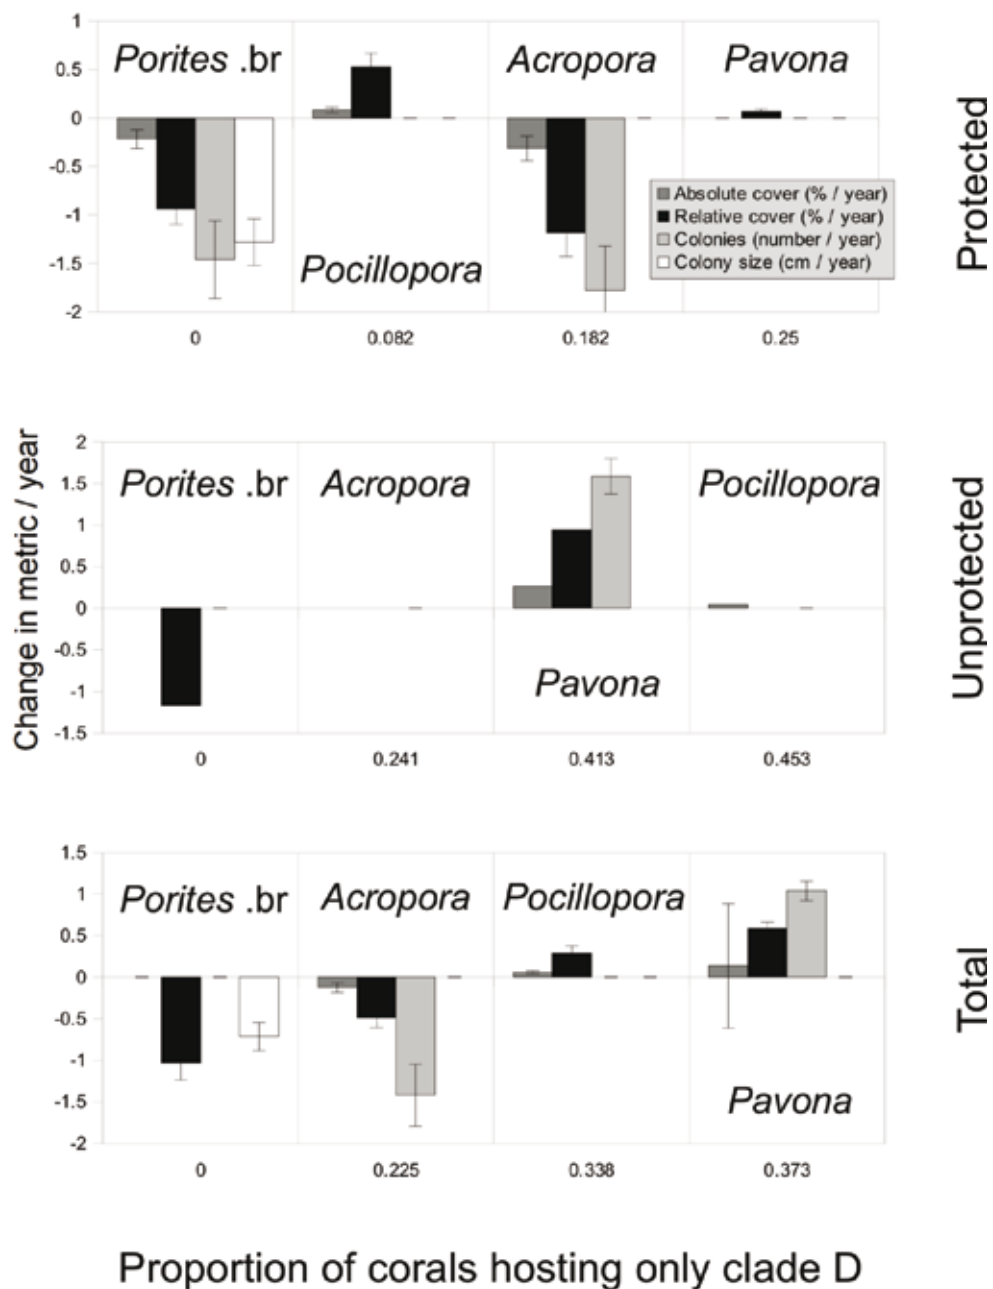 1
0.5
0
-0.5
-1
-1.5
-2
Porites .br
Pocillopora
Acropora
Pavona
Absolute cover (% / year)
Relative cover (% / year)
Colonies (number / year)
Colony size (cm / year)
0 0.082 0.182 0.25
Protected
Change in metric / year
2
1.5
1
0.5
0
-0.5
-1
-1.5
Porites .br
Acropora
Pavona
Pocillopora
0 0.241 0.413 0.453
Unprotected
1.5
1
0.5
0
-0.5
-1
-1.5
-2
Porites .br
Acropora
Pocillopora
Pavona
0 0.225 0.338 0.373
Total
Proportion of corals hosting only clade D